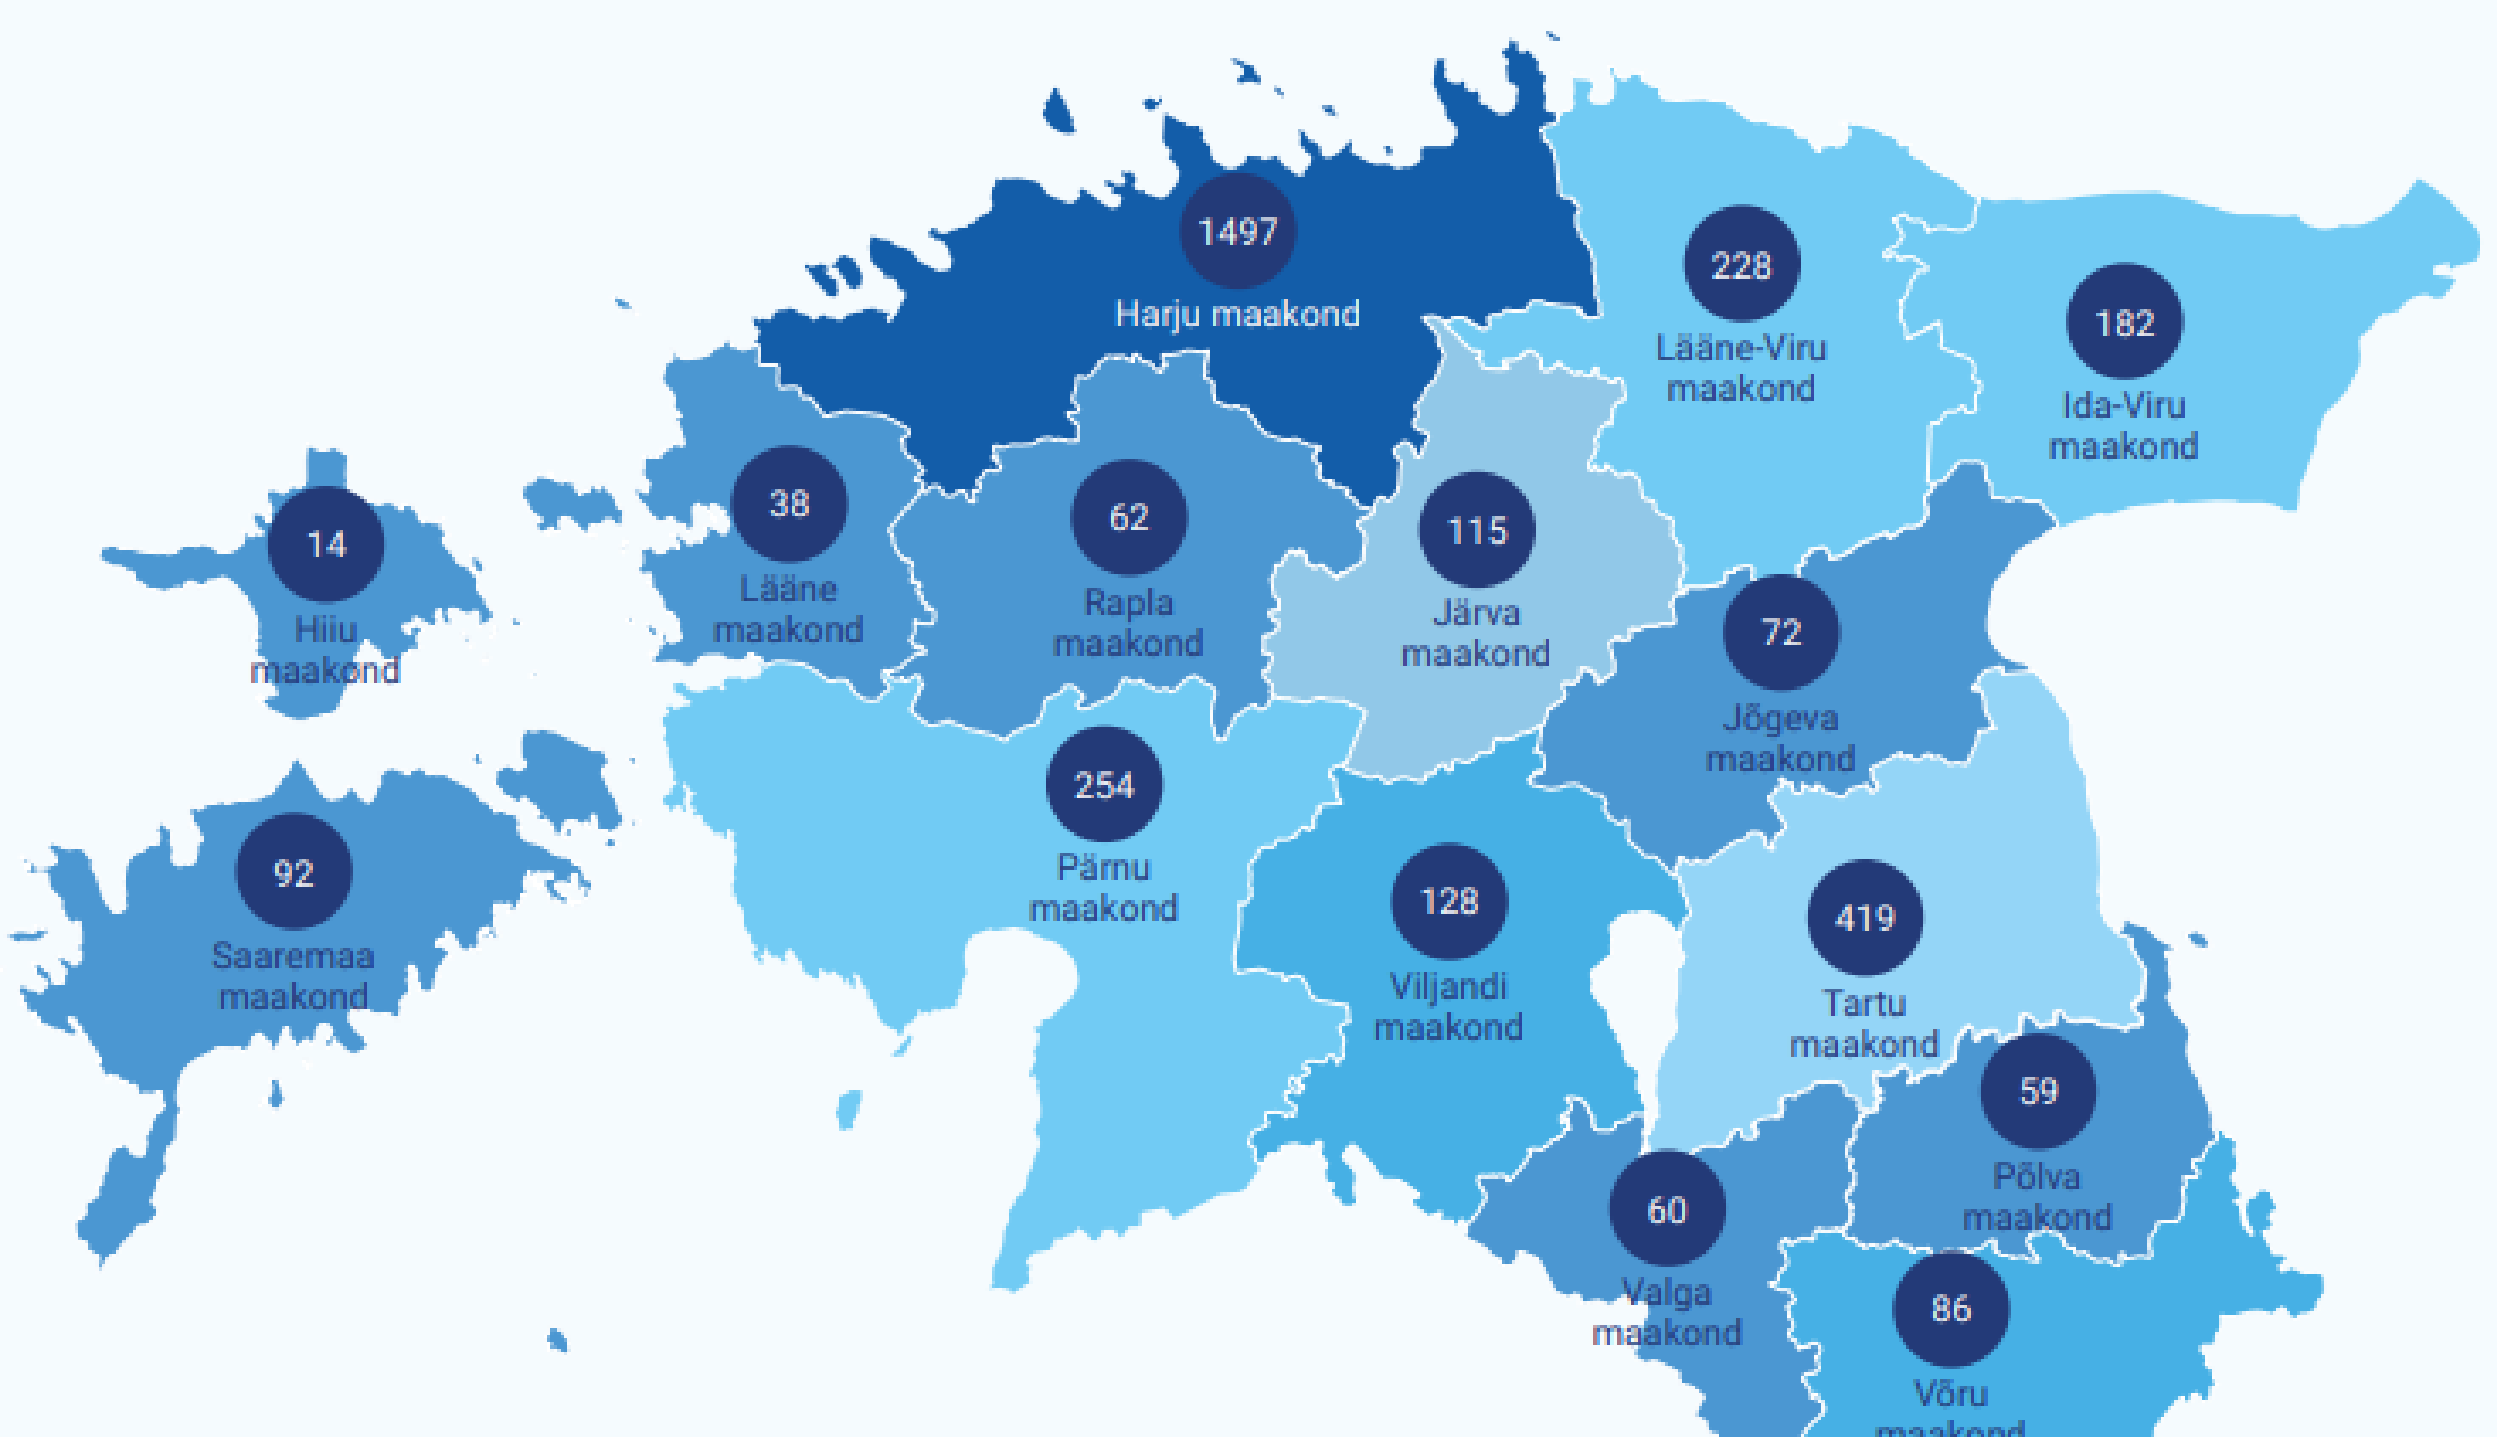 1497
Harju maakond
228
Lääne-Viru
maakond
182
Ida-Viru
maakond
14
Hiiu
maakond
38
Lääne
maakond
62
Rapla
maakond
115
Järva
maakond
72
Jõgeva
maakond
92
Saaremaa
maakond
254
Pärnu
maakond
128
Viljandi
maakond
419
Tartu
maakond
59
Põlva
maakond
60
Valga
maakond
86
Võru
maakond